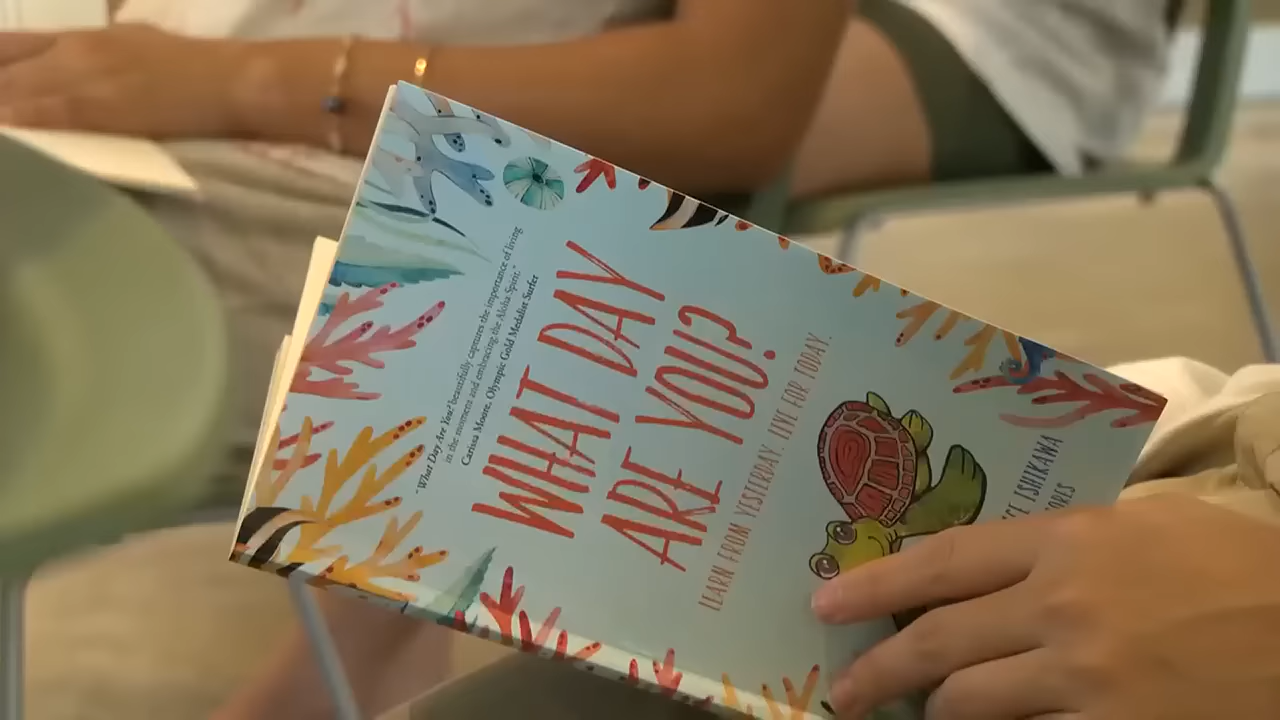 "What Day Are You? beautifully captures the importance of living
in the moment and embracing the Aloha Spirit."
Carissa Moore, Olympic Gold Medalist Surfer
WHAT DAY
ARE YOU?
LEARN FROM YESTERDAY. LIVE FOR TODAY.
ISHIKAWA